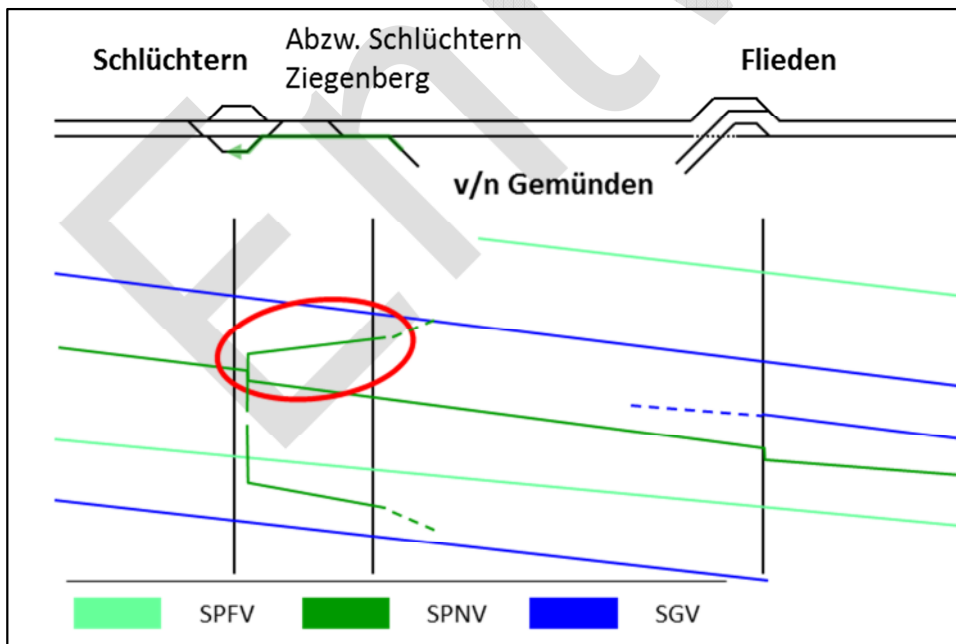 Schlüchtern
Abzw. Schlüchtern
Ziegenberg
Flieden
v/n Gemünden
SPFV
SPNV
SGV